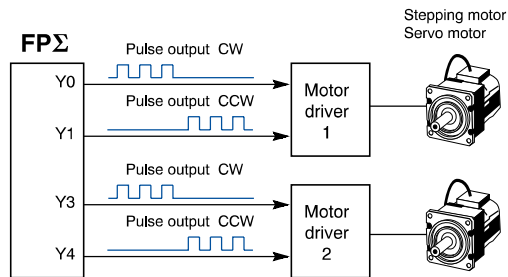 Stepping motor
Servo motor
FPΣ
Pulse output CW
Y0
Pulse output CCW
Y1
Motor
driver
1
Pulse output CW
Y3
Pulse output CCW
Y4
Motor
driver
2